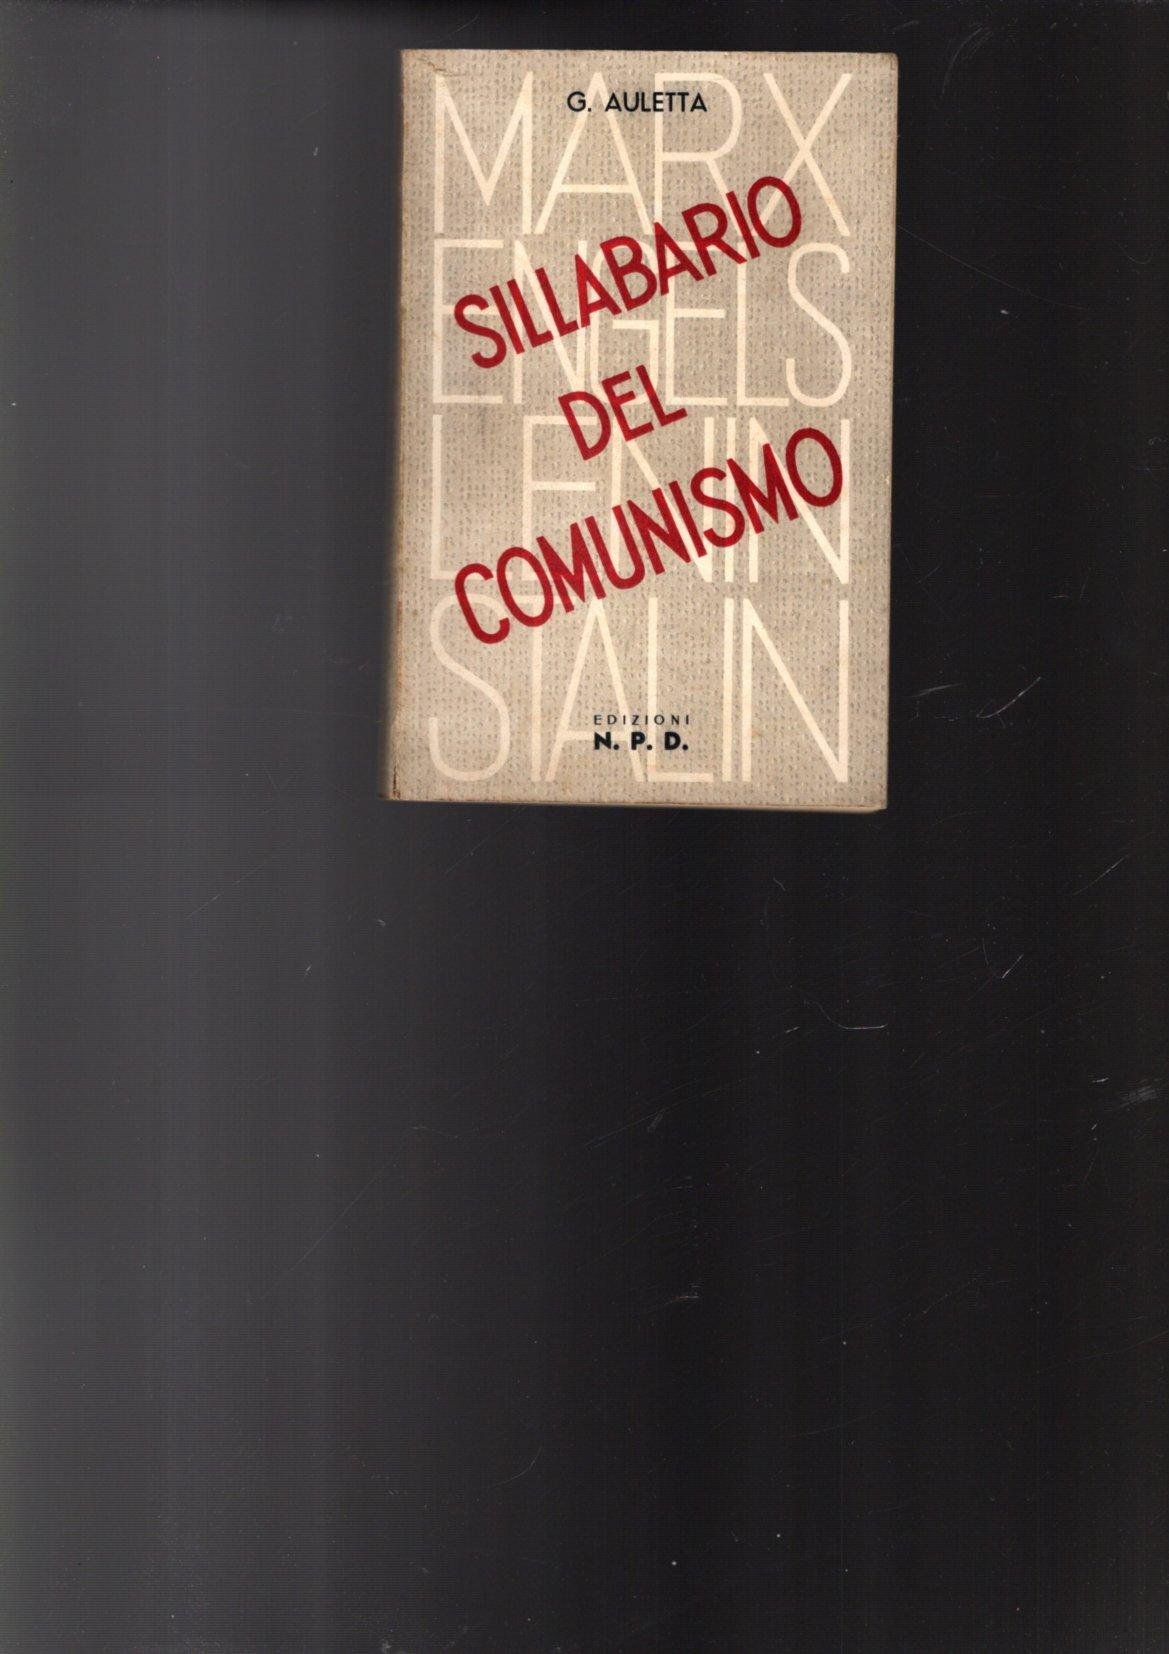 G. AULETTA
MARX
ENGELS
LENIN
STALIN
SILLABARIO
DEL
COMUNISMO
EDIZIONI
N. P. D.